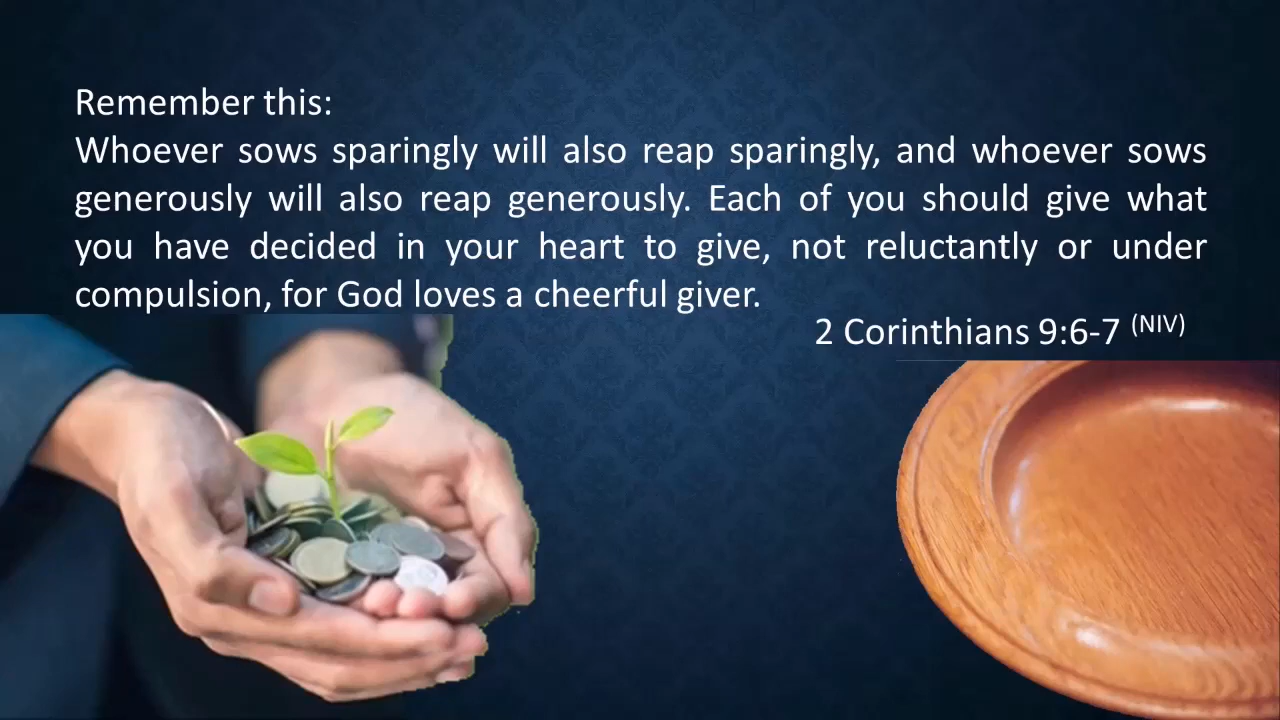 Remember this:
Whoever sows sparingly will also reap sparingly, and whoever sows
generously will also reap generously. Each of you should give what
you have decided in your heart to give, not reluctantly or under
compulsion, for God loves a cheerful giver.
2 Corinthians 9:6-7 (NIV)